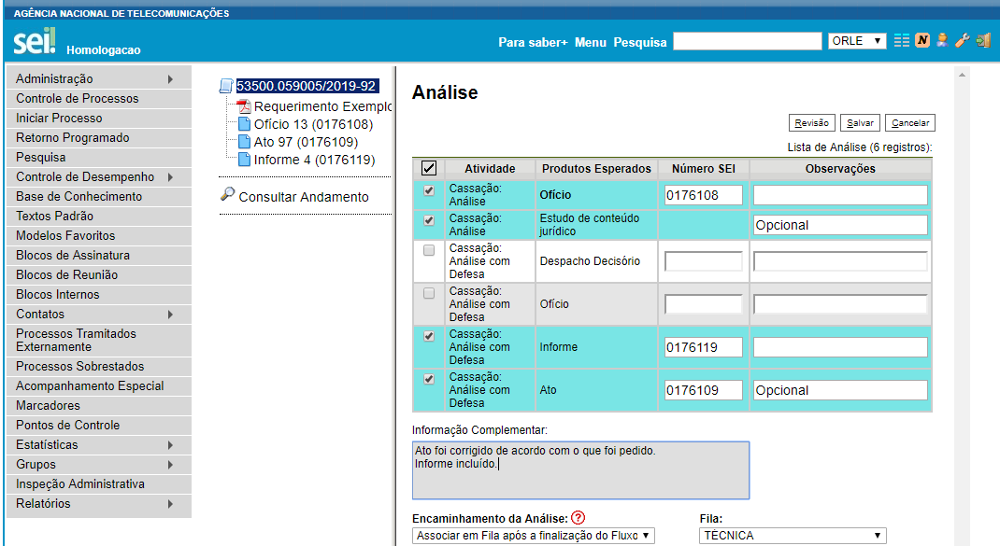 AGÊNCIA NACIONAL DE TELECOMUNICAÇÕES
sei!
Homologacao
Para saber+ Menu Pesquisa
ORLE
N
Administração
Controle de Processos
Iniciar Processo
Retorno Programado
Pesquisa
Controle de Desempenho
Base de Conhecimento
Textos Padrão
Modelos Favoritos
Blocos de Assinatura
Blocos de Reunião
Blocos Internos
Contatos
Processos Tramitados
Externamente
Processos Sobrestados
Acompanhamento Especial
Marcadores
Pontos de Controle
Estatísticas
Grupos
Inspeção Administrativa
Relatórios
53500.059005/2019-92
Requerimento Exemplo
Ofício 13 (0176108)
Ato 97 (0176109)
Informe 4 (0176119)
Consultar Andamento
Análise
Revisão Salvar Cancelar
Lista de Análise (6 registros):
Atividade Produtos Esperados Número SEI Observações
Cassação:
Análise
Ofício
0176108
Cassação:
Análise
Estudo de conteúdo
jurídico
Opcional
Cassação:
Análise com
Defesa
Despacho Decisório
Cassação:
Análise com
Defesa
Ofício
Cassação:
Análise com
Defesa
Informe
0176119
Cassação:
Análise com
Defesa
Ato
0176109
Opcional
Informação Complementar:
Ato foi corrigido de acordo com o que foi pedido.
Informe incluído.
Encaminhamento da Análise: ?
Associar em Fila após a finalização do Fluxo
Fila:
TÉCNICA